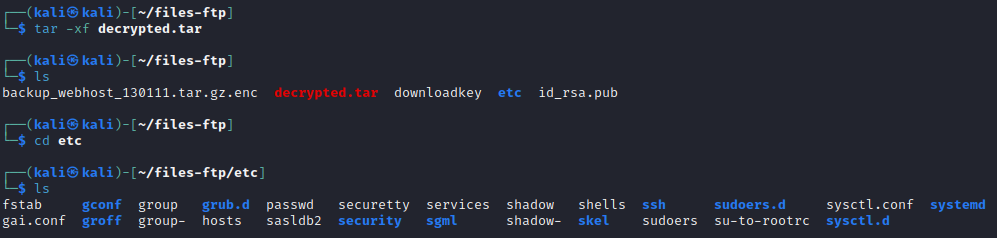 ┌──(kali㉿kali)-[~/files-ftp]
└─$ tar -xf decrypted.tar
┌──(kali㉿kali)-[~/files-ftp]
└─$ ls
backup_webhost_130111.tar.gz.enc decrypted.tar downloadkey etc id_rsa.pub
┌──(kali㉿kali)-[~/files-ftp]
└─$ cd etc
┌──(kali㉿kali)-[~/files-ftp/etc]
└─$ ls
fstab gconf group grub.d passwd securetty services shadow shells ssh sudoers.d sysctl.conf systemd
gai.conf groff group- hosts sasldb2 security sgml shadow- skel sudoers su-to-rootrc sysctl.d